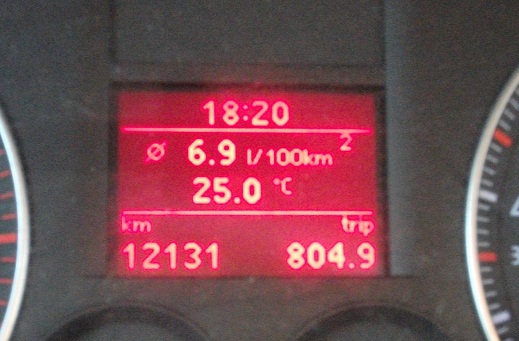 18:20
ø 6.9 l/100km 2
25.0 °C
km trip
12131 804.9